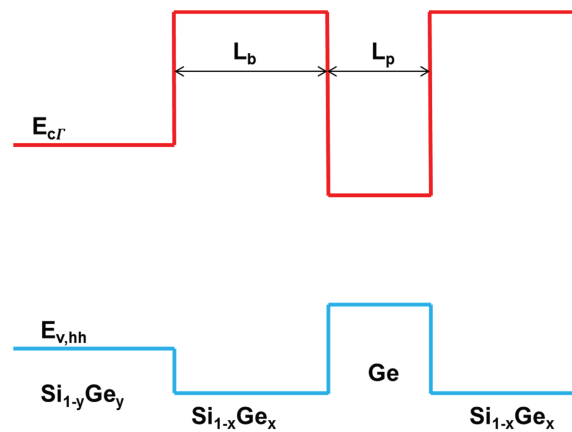 L_b
L_p
E_cΓ
E_v,hh
Ge
Si_1-yGe_y
Si_1-xGe_x
Si_1-xGe_x